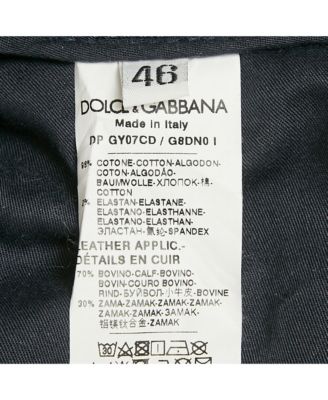 46
DOLCE & GABBANA
Made in Italy
DP GY07CD / G8DN0 I
98% COTONE-COTTON-ALGODON-
COTON-ALGODÃO-
BAUMWOLLE-ХЛОПОК-棉-
COTTON
2% ELASTAN-ELASTANE-
ELASTANO-ELASTHANNE-
ELASTANO-ELASTHAN-
ЭЛАСТАН-氨纶-SPANDEX
LEATHER APPLIC.-
DÉTAILS EN CUIR
70% BOVINO-CALF-BOVINO-
BOVIN-COURO BOVINO-
RIND-БУЙВОЛ-小牛皮-BOVINE
30% ZAMA-ZAMAK-ZAMAK-ZAMAK-
ZAMAK-ZAMAK-ZAMAK-
铝镁钛合金-ZAMAK